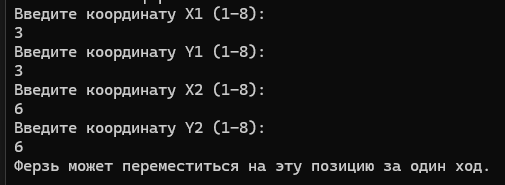 Введите координату X1 (1-8):
3
Введите координату Y1 (1-8):
3
Введите координату X2 (1-8):
6
Введите координату Y2 (1-8):
6
Ферзь может переместиться на эту позицию за один ход.